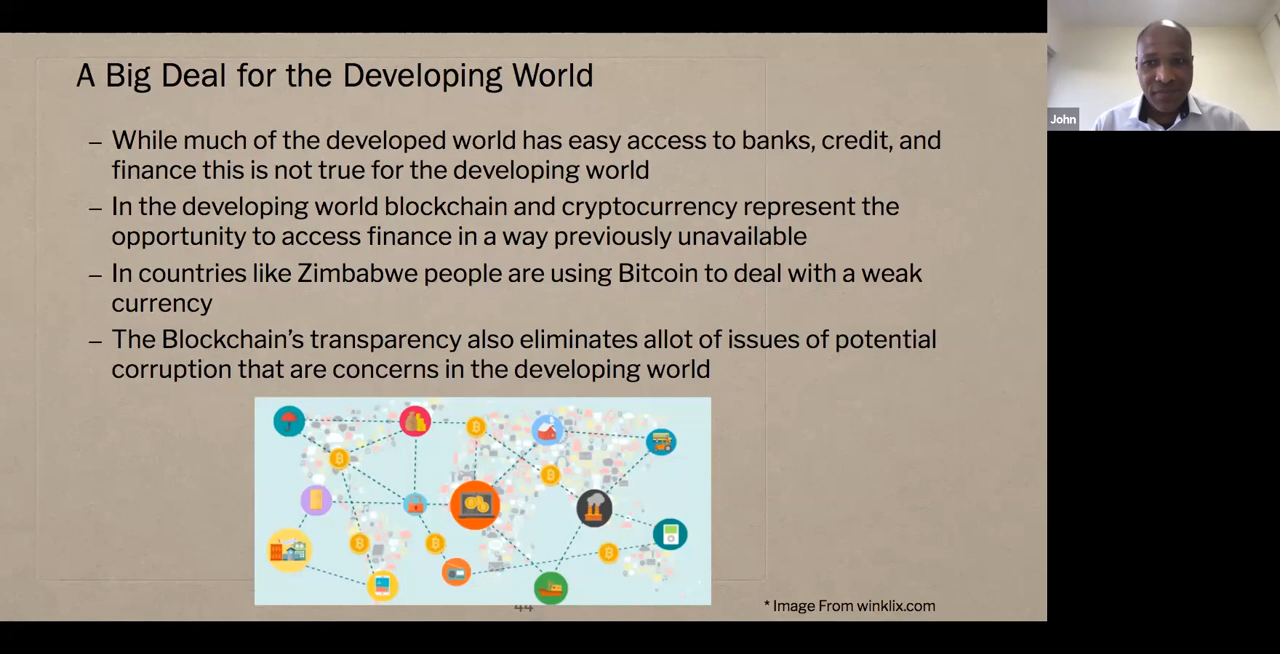 A Big Deal for the Developing World
– While much of the developed world has easy access to banks, credit, and
finance this is not true for the developing world
– In the developing world blockchain and cryptocurrency represent the
opportunity to access finance in a way previously unavailable
– In countries like Zimbabwe people are using Bitcoin to deal with a weak
currency
– The Blockchain's transparency also eliminates allot of issues of potential
corruption that are concerns in the developing world
44
* Image From winklix.com
John